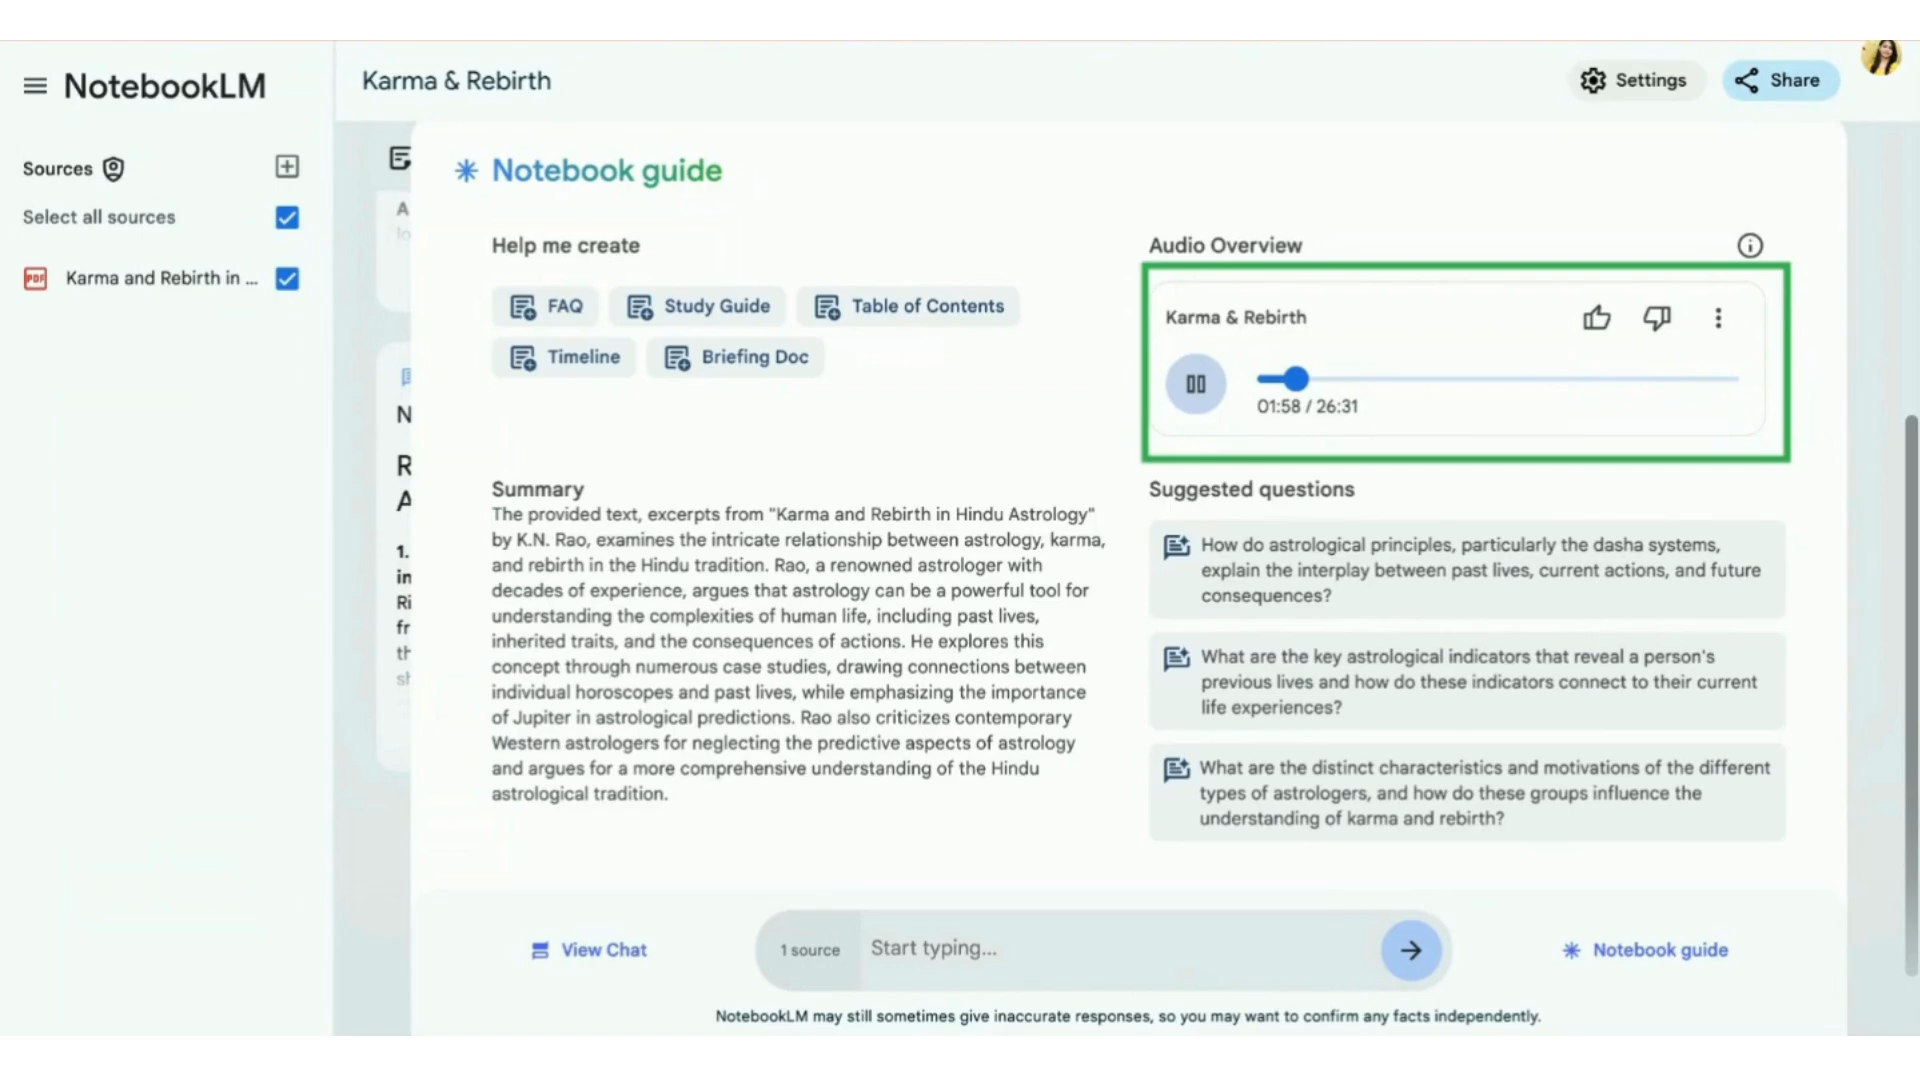 NotebookLM
Karma & Rebirth
Settings
Share
Sources
Select all sources
PDF
Karma and Rebirth in ...
Notebook guide
Help me create
FAQ
Study Guide
Table of Contents
Timeline
Briefing Doc
Audio Overview
Karma & Rebirth
01:58 / 26:31
Summary
The provided text, excerpts from "Karma and Rebirth in Hindu Astrology"
by K.N. Rao, examines the intricate relationship between astrology, karma,
and rebirth in the Hindu tradition. Rao, a renowned astrologer with
decades of experience, argues that astrology can be a powerful tool for
understanding the complexities of human life, including past lives,
inherited traits, and the consequences of actions. He explores this
concept through numerous case studies, drawing connections between
individual horoscopes and past lives, while emphasizing the importance
of Jupiter in astrological predictions. Rao also criticizes contemporary
Western astrologers for neglecting the predictive aspects of astrology
and argues for a more comprehensive understanding of the Hindu
astrological tradition.
Suggested questions
How do astrological principles, particularly the dasha systems,
explain the interplay between past lives, current actions, and future
consequences?
What are the key astrological indicators that reveal a person's
previous lives and how do these indicators connect to their current
life experiences?
What are the distinct characteristics and motivations of the different
types of astrologers, and how do these groups influence the
understanding of karma and rebirth?
View Chat
1 source
Start typing...
Notebook guide
NotebookLM may still sometimes give inaccurate responses, so you may want to confirm any facts independently.